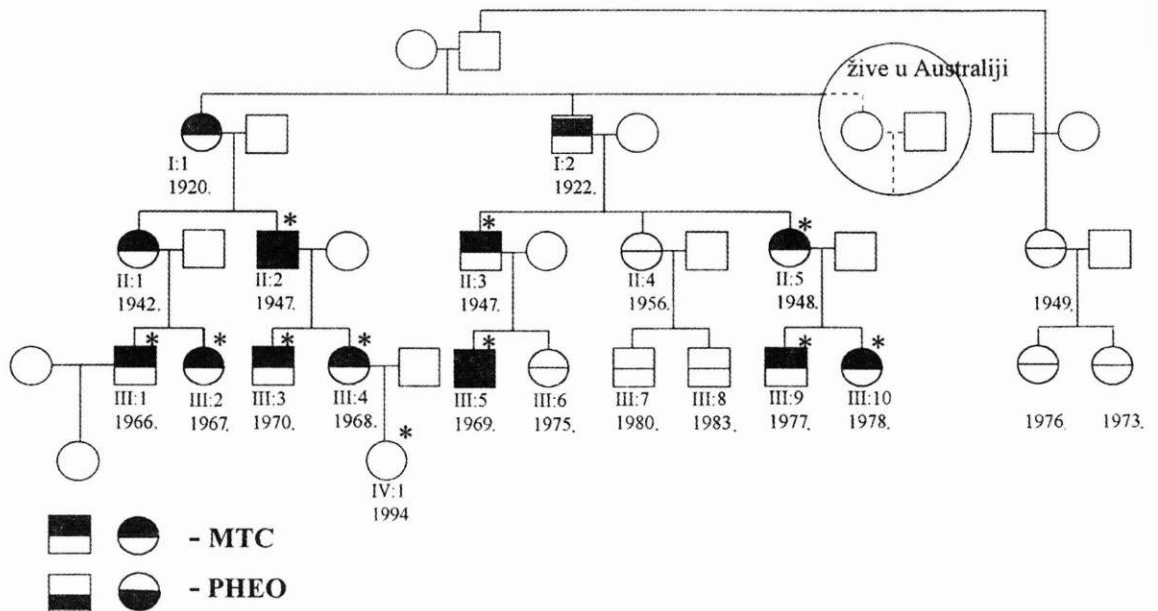 žive u Australiji
I:1
1920.
I:2
1922.
* * *
II:1
1942.
II:2
1947.
II:3
1947.
II:4
1956.
II:5
1948.
1949.
* * * * * * *
III:1
1966.
III:2
1967.
III:3
1970.
III:4
1968.
III:5
1969.
III:6
1975.
III:7
1980.
III:8
1983.
III:9
1977.
III:10
1978.
1976.
1973.
*
IV:1
1994
- MTC
- PHEO